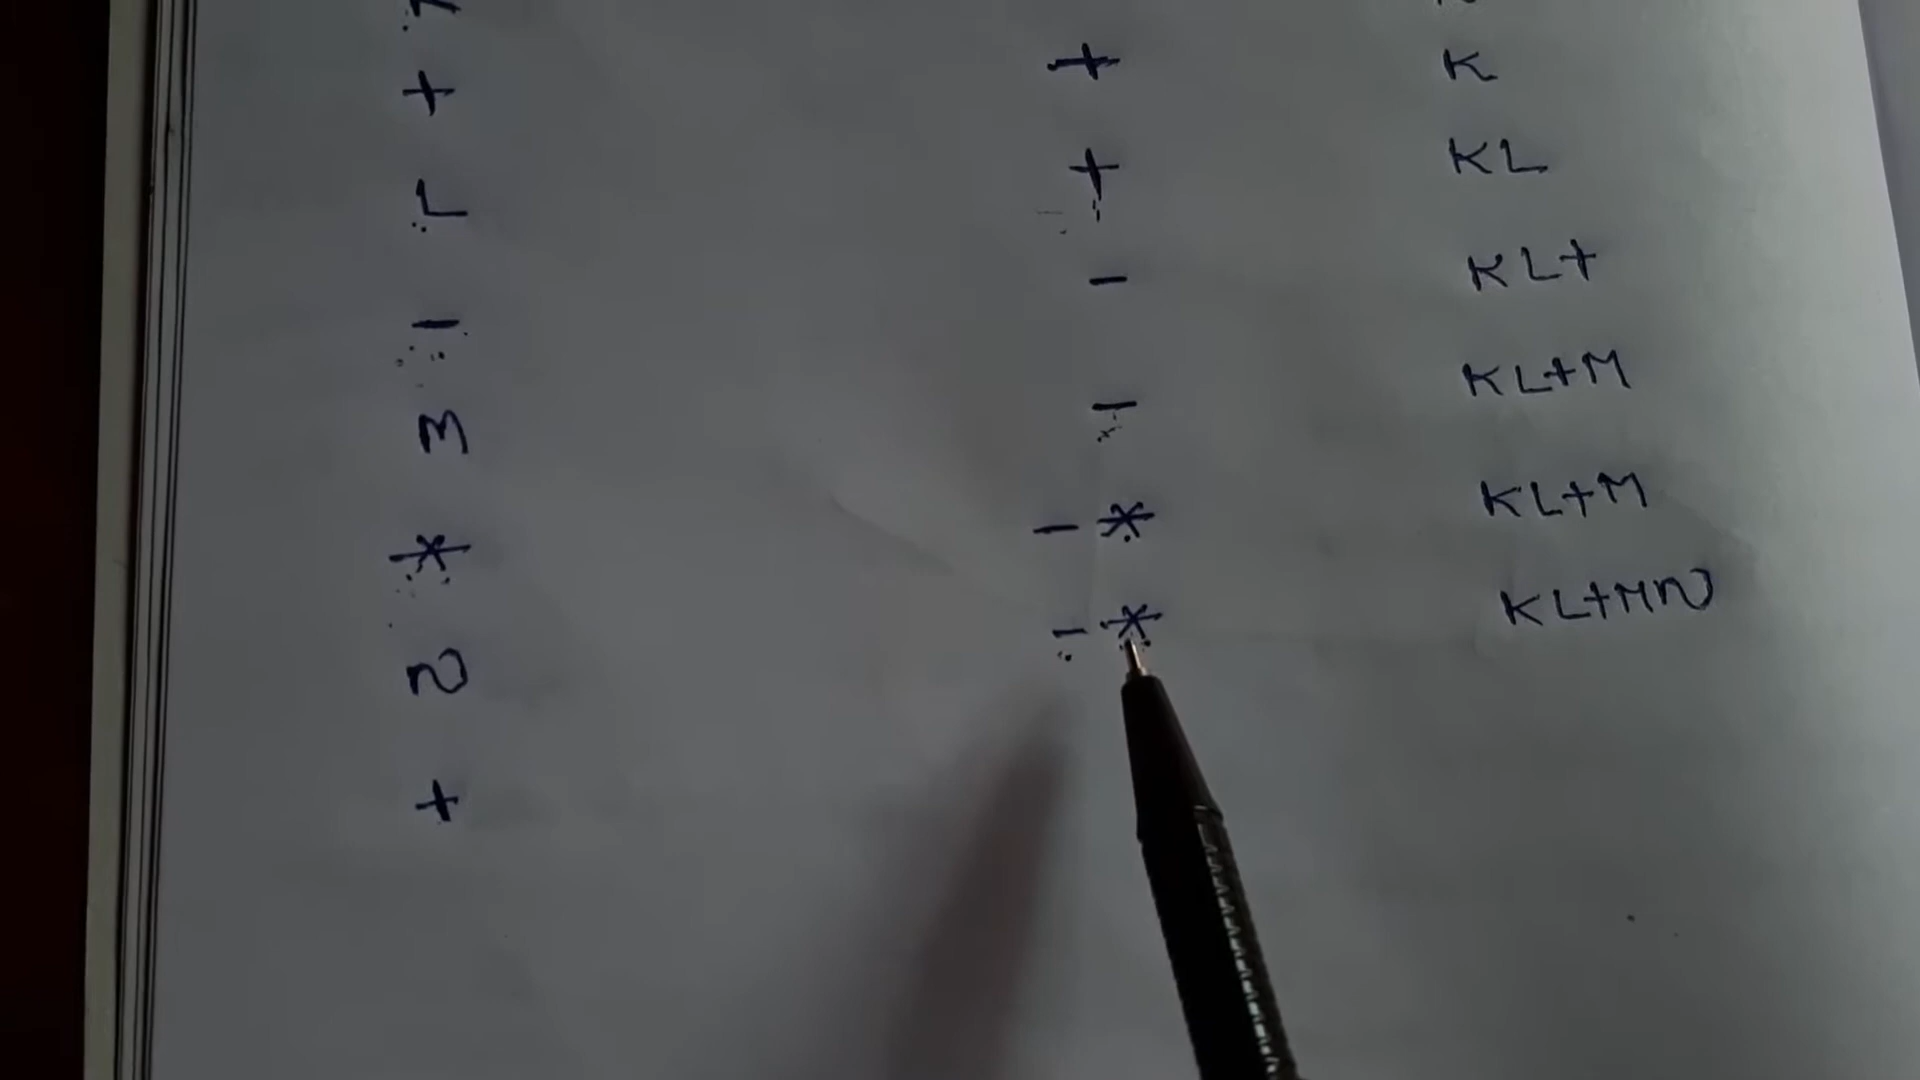 + + K
L + KL
- - KL+
M - KL+M
* - * KL+M
N - * KL+MN
+